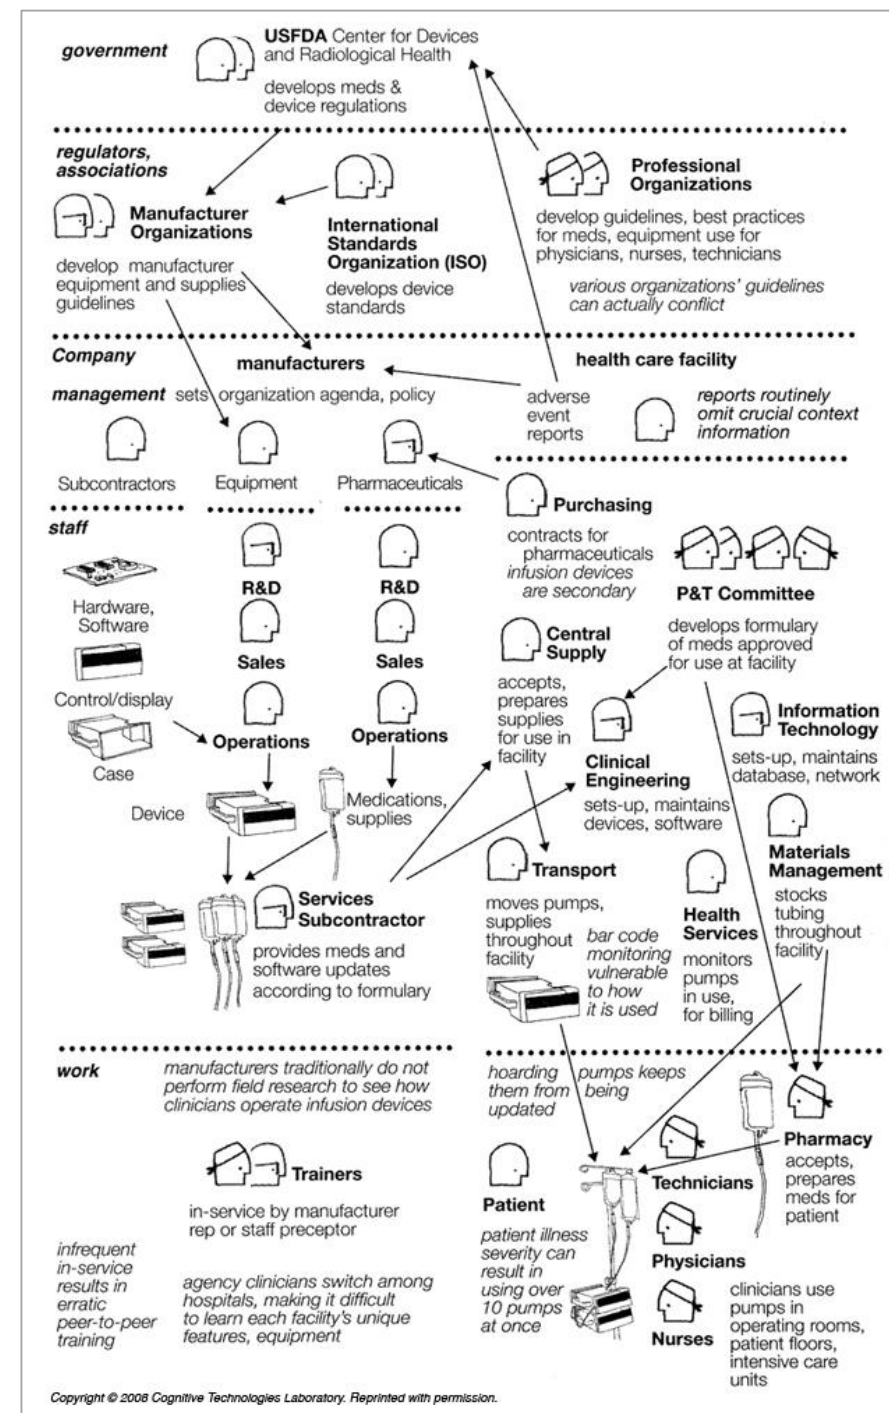 government
USFDA Center for Devices
and Radiological Health
develops meds &
device regulations
regulators,
associations
Manufacturer
Organizations
develop manufacturer
equipment and supplies
guidelines
International
Standards
Organization (ISO)
develops device
standards
Professional
Organizations
develop guidelines, best practices
for meds, equipment use for
physicians, nurses, technicians
various organizations' guidelines
can actually conflict
Company
manufacturers
health care facility
management sets organization agenda, policy
adverse
event
reports
reports routinely
omit crucial context
information
Subcontractors
Equipment
Pharmaceuticals
staff
Hardware,
Software
Control/display
Case
R&D
Sales
Operations
Device
R&D
Sales
Operations
Medications,
supplies
Services
Subcontractor
provides meds and
software updates
according to formulary
Purchasing
contracts for
pharmaceuticals
infusion devices
are secondary
P&T Committee
develops formulary
of meds approved
for use at facility
Central
Supply
accepts,
prepares
supplies
for use in
facility
Clinical
Engineering
sets-up, maintains
devices, software
Information
Technology
sets-up, maintains
database, network
Transport
moves pumps,
supplies
throughout
facility
bar code
monitoring
vulnerable
to how
it is used
Health
Services
monitors
pumps
in use,
for billing
Materials
Management
stocks
tubing
throughout
facility
work
manufacturers traditionally do not
perform field research to see how
clinicians operate infusion devices
Trainers
in-service by manufacturer
rep or staff preceptor
infrequent
in-service
results in
erratic
peer-to-peer
training
agency clinicians switch among
hospitals, making it difficult
to learn each facility's unique
features, equipment
hoarding pumps keeps
them from being
updated
Patient
patient illness
severity can
result in
using over
10 pumps
at once
Technicians
Physicians
Nurses
Pharmacy
accepts,
prepares
meds for
patient
clinicians use
pumps in
operating rooms,
patient floors,
intensive care
units
Copyright © 2008 Cognitive Technologies Laboratory. Reprinted with permission.